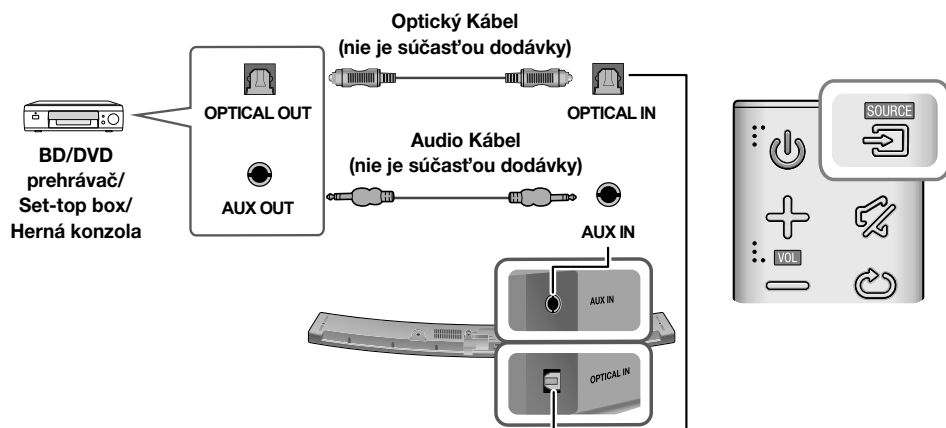 Optický Kábel
(nie je súčasťou dodávky)
OPTICAL OUT
OPTICAL IN
BD/DVD
prehrávač/
Set-top box/
Herná konzola
Audio Kábel
(nie je súčasťou dodávky)
AUX OUT
AUX IN
AUX IN
OPTICAL IN
SOURCE
VOL